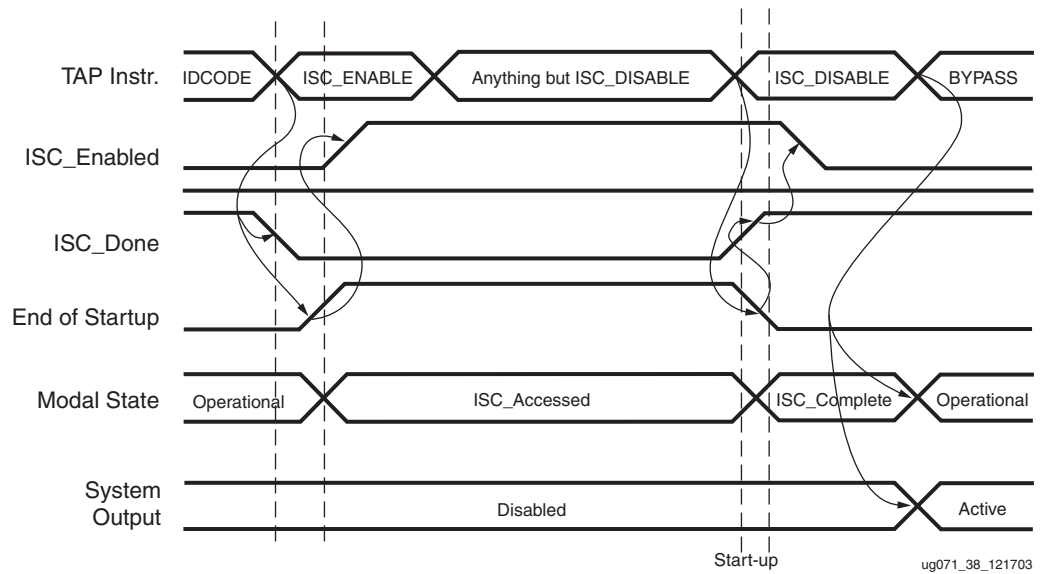 TAP Instr.
IDCODE
ISC_ENABLE
Anything but ISC_DISABLE
ISC_DISABLE
BYPASS
ISC_Enabled
ISC_Done
End of Startup
Modal State
Operational
ISC_Accessed
ISC_Complete
Operational
System
Output
Disabled
Active
Start-up
ug071_38_121703